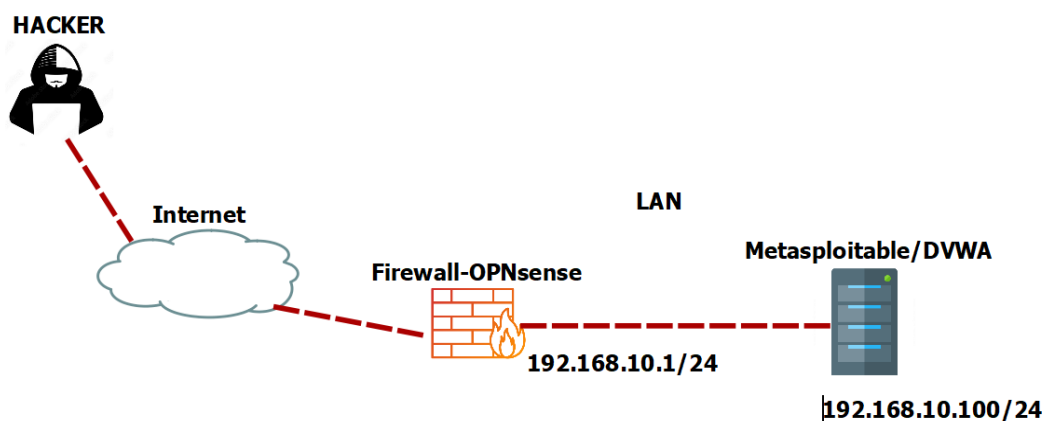 HACKER
Internet
LAN
Firewall-OPNsense
Metasploitable/DVWA
192.168.10.1/24
192.168.10.100/24